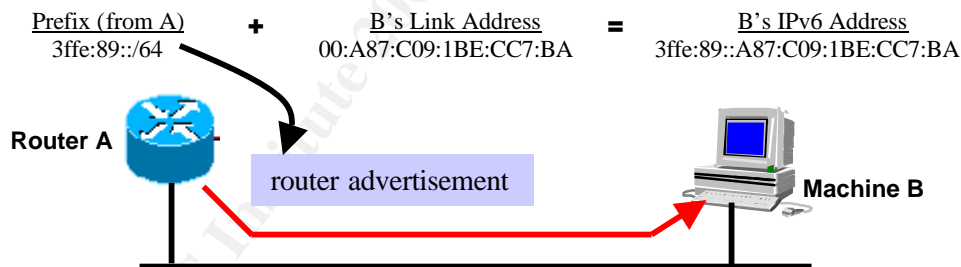 Prefix (from A) + B's Link Address = B's IPv6 Address
3ffe:89::/64 00:A87:C09:1BE:CC7:BA 3ffe:89::A87:C09:1BE:CC7:BA
Router A
router advertisement
Machine B